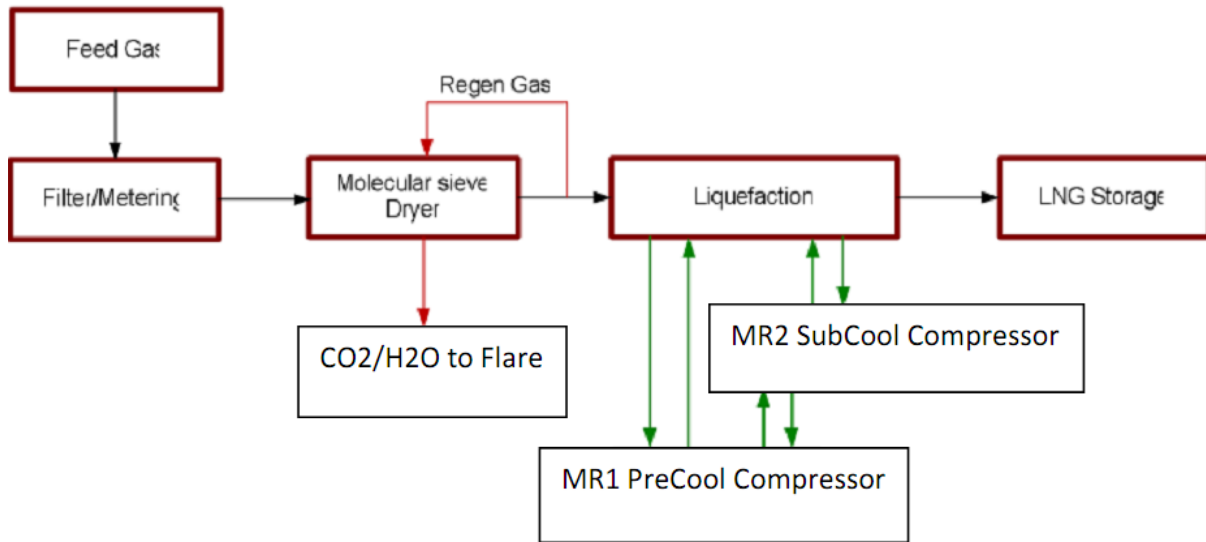 Feed Gas
Regen Gas
Filter/Metering
Molecular sieve
Dryer
Liquefaction
LNG Storage
CO2/H2O to Flare
MR2 SubCool Compressor
MR1 PreCool Compressor